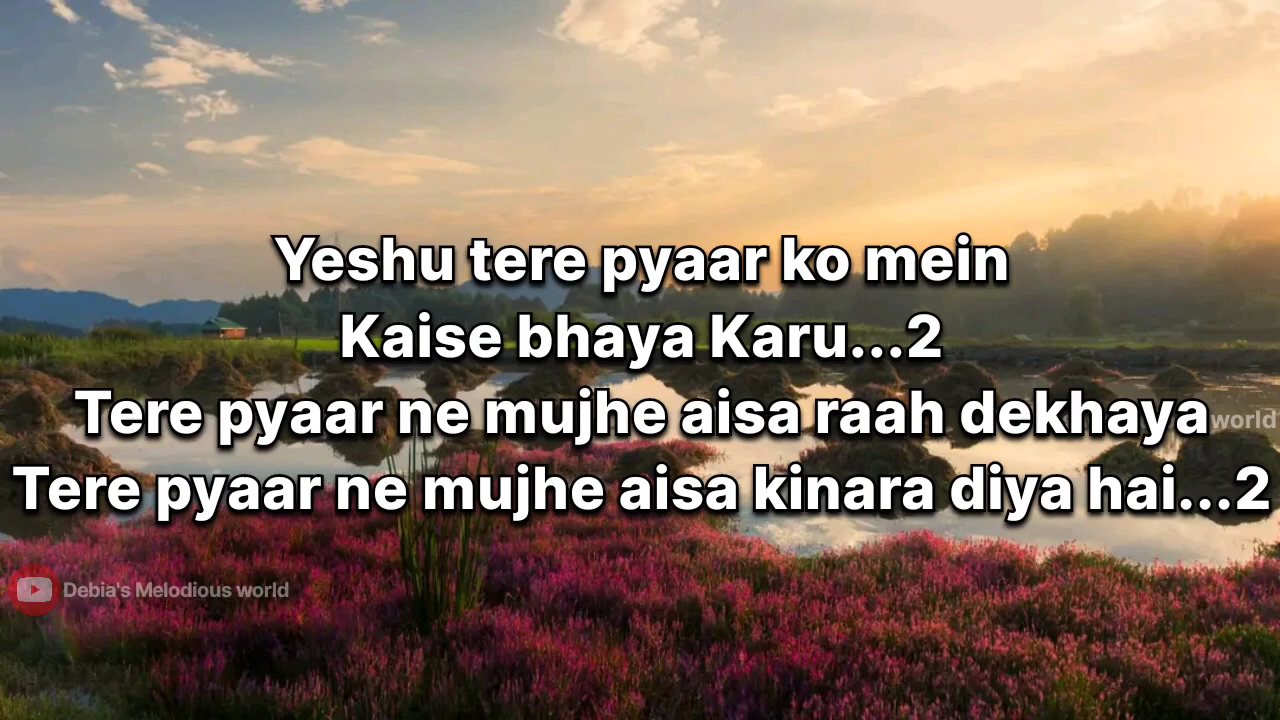 Yeshu tere pyaar ko mein
Kaise bhaya Karu...2
Tere pyaar ne mujhe aisa raah dekhaya
world
Tere pyaar ne mujhe aisa kinara diya hai...2
Debia's Melodious world